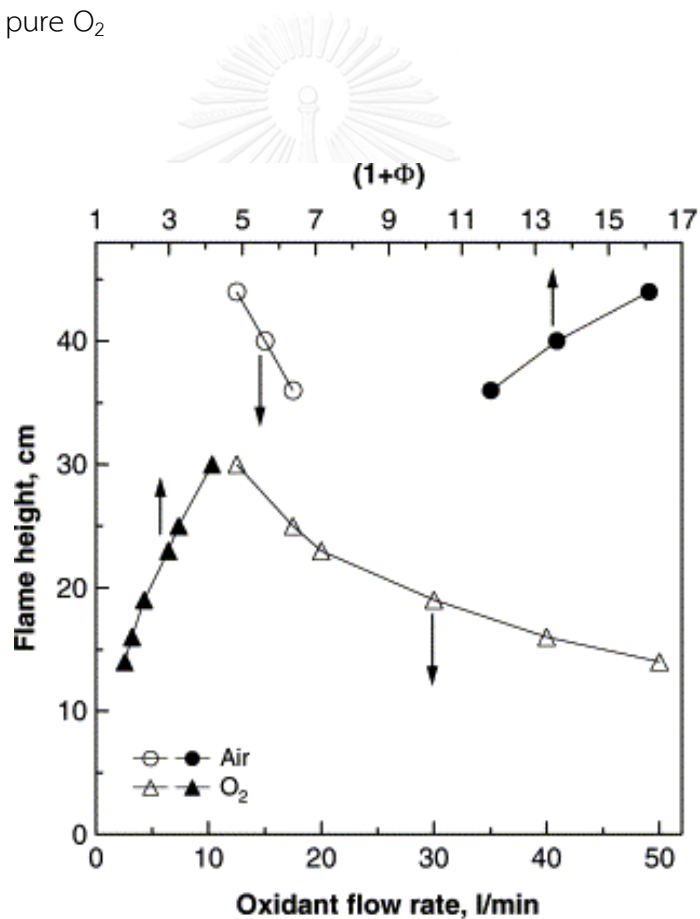 pure O₂
(1+Φ)
1 3 5 7 9 11 13 15 17
Flame height, cm
40
30
20
10
0
Air
O₂
0 10 20 30 40 50
Oxidant flow rate, l/min